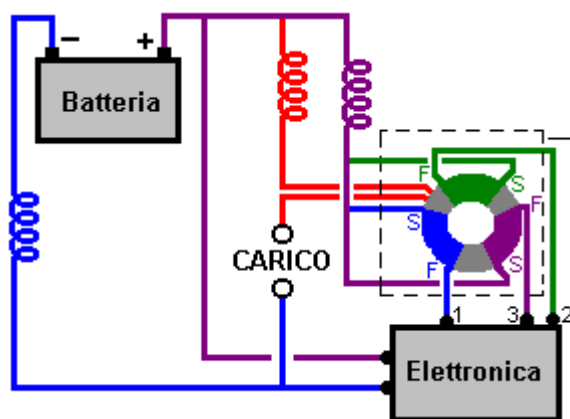 − +
Batteria
F
S
F
S
CARICO
F
S
1 3 2
Elettronica